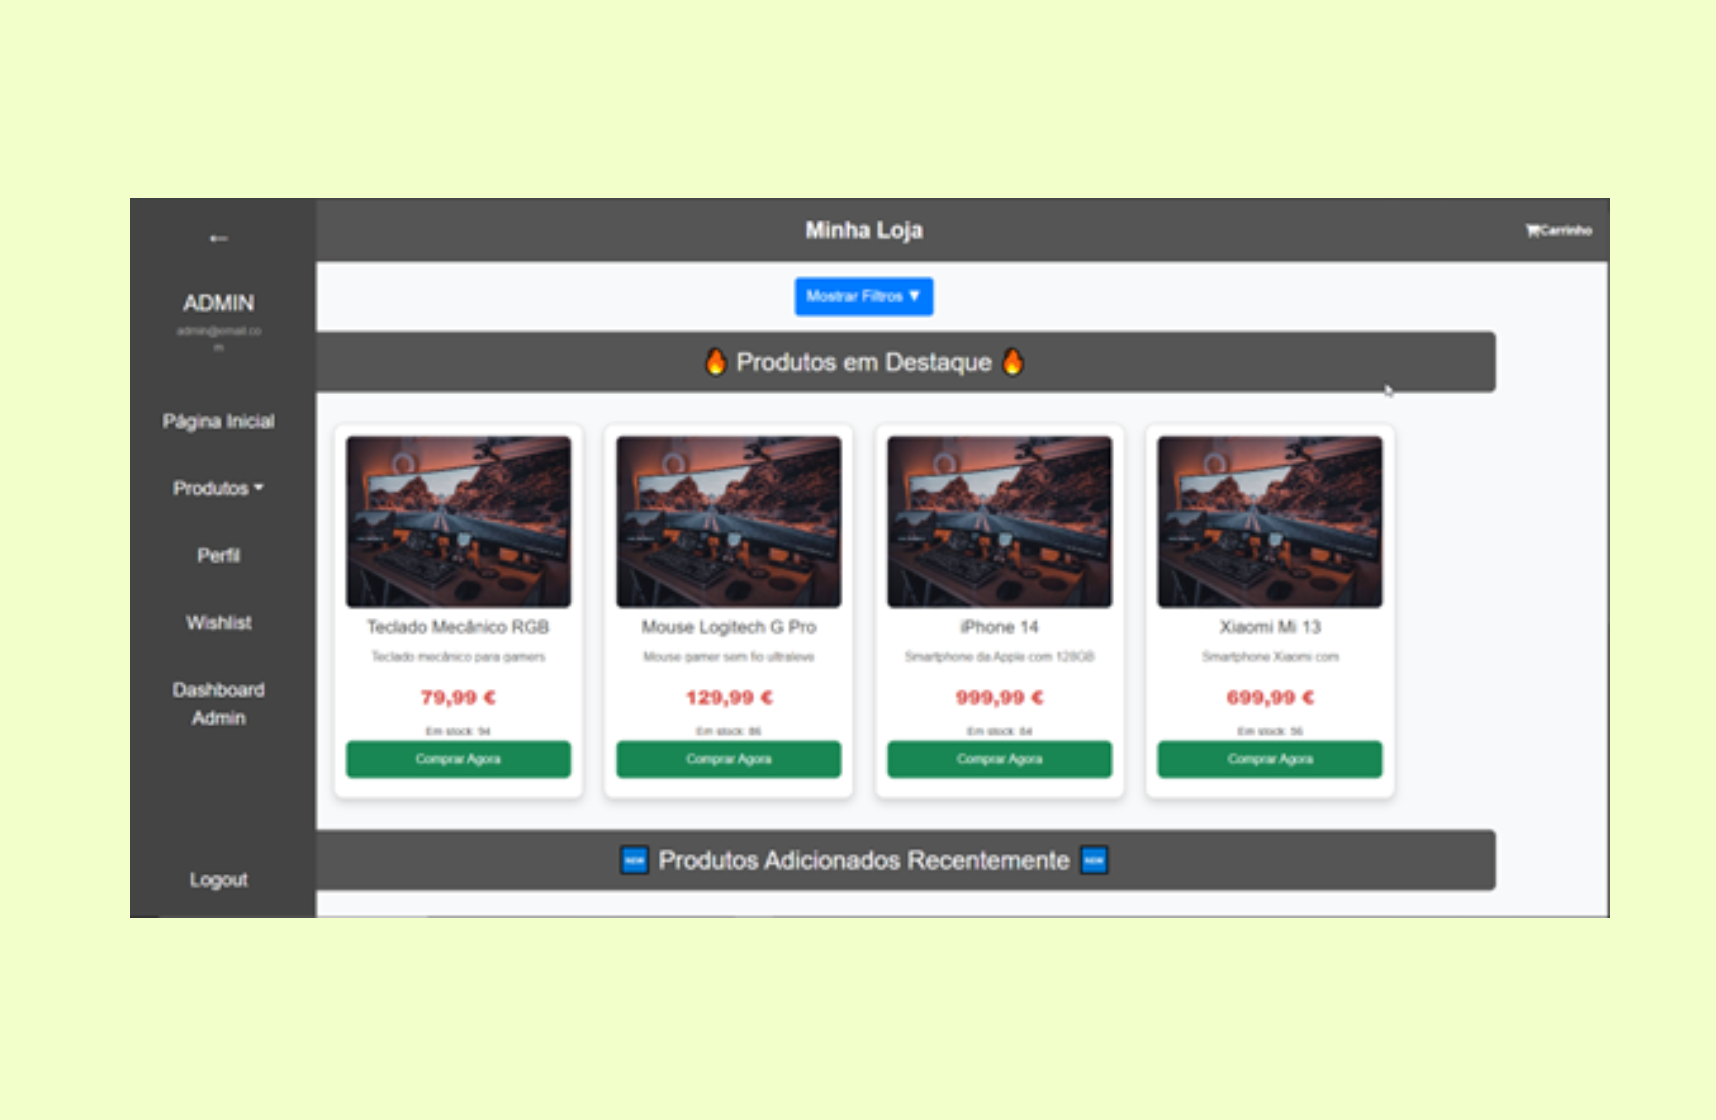 ←
Minha Loja
Carrinho
ADMIN
admin@email.co
m
Página Inicial
Produtos
Perfil
Wishlist
Dashboard
Admin
Logout
Mostrar Filtros ▼
🔥 Produtos em Destaque 🔥
Teclado Mecânico RGB
Teclado mecânico para gamers
79,99 €
Em stock: 94
Comprar Agora
Mouse Logitech G Pro
Mouse gamer sem fio ultraleve
129,99 €
Em stock: 86
Comprar Agora
iPhone 14
Smartphone da Apple com 128GB
999,99 €
Em stock: 84
Comprar Agora
Xiaomi Mi 13
Smartphone Xiaomi com
699,99 €
Em stock: 96
Comprar Agora
🆕 Produtos Adicionados Recentemente 🆕